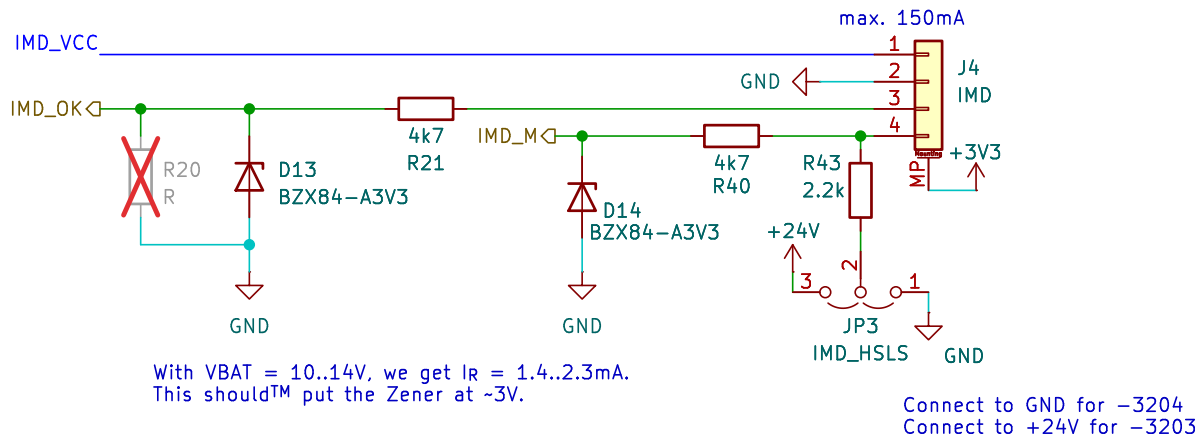 max. 150mA
IMD_VCC
1
J4
IMD
GND
2
IMD_OK
3
4k7
R21
IMD_M
4
4k7
R40
R43
2.2k
Mounting
MP
+3V3
R20
R
D13
BZX84-A3V3
D14
BZX84-A3V3
+24V
3
2
1
JP3
IMD_HSLS
GND
GND
GND
With VBAT = 10..14V, we get IR = 1.4..2.3mA.
This should™ put the Zener at ~3V.
Connect to GND for -3204
Connect to +24V for -3203